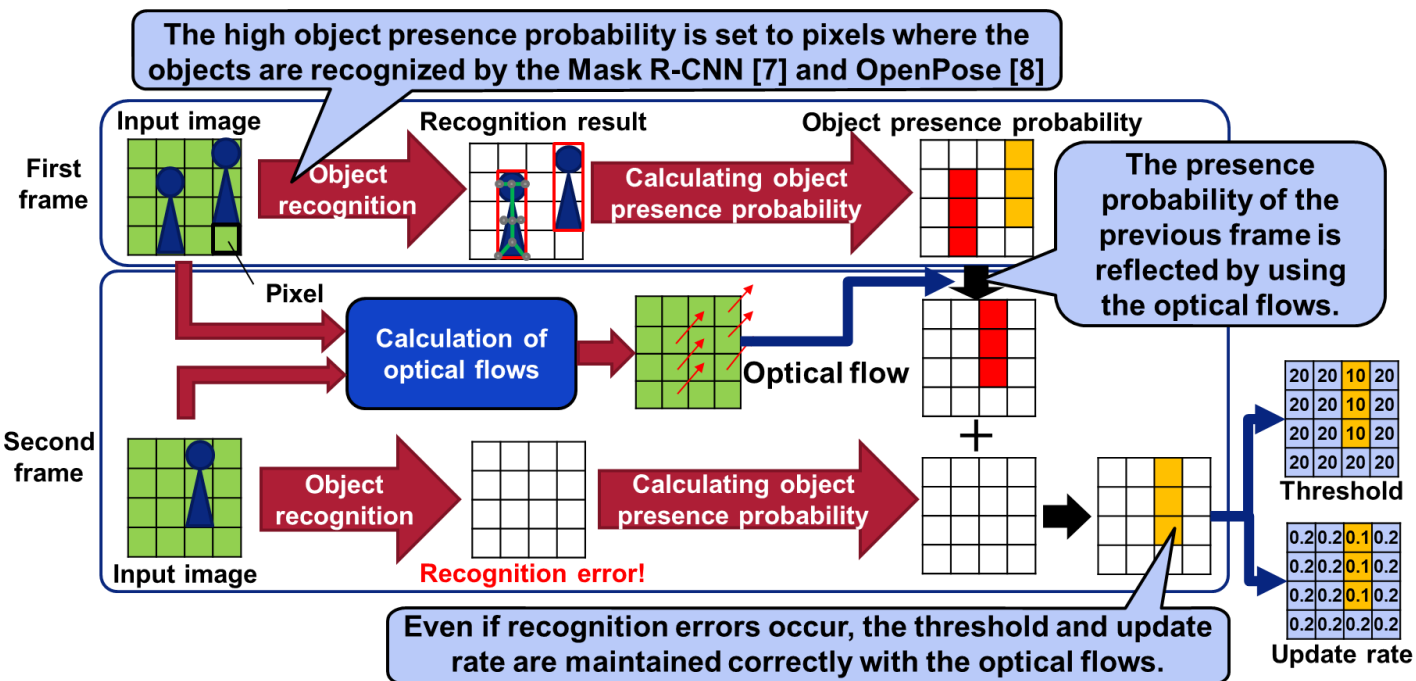 The high object presence probability is set to pixels where the
objects are recognized by the Mask R-CNN [7] and OpenPose [8]
Input image
Recognition result
Object presence probability
First
frame
Object
recognition
Calculating object
presence probability
The presence
probability of the
previous frame is
reflected by using
the optical flows.
Pixel
Calculation of
optical flows
Optical flow
Second
frame
Object
recognition
Calculating object
presence probability
+
Input image
Recognition error!
20 20 10 20
20 20 10 20
20 20 10 20
20 20 20 20
Threshold
0.2 0.2 0.1 0.2
0.2 0.2 0.1 0.2
0.2 0.2 0.1 0.2
0.2 0.2 0.2 0.2
Update rate
Even if recognition errors occur, the threshold and update
rate are maintained correctly with the optical flows.